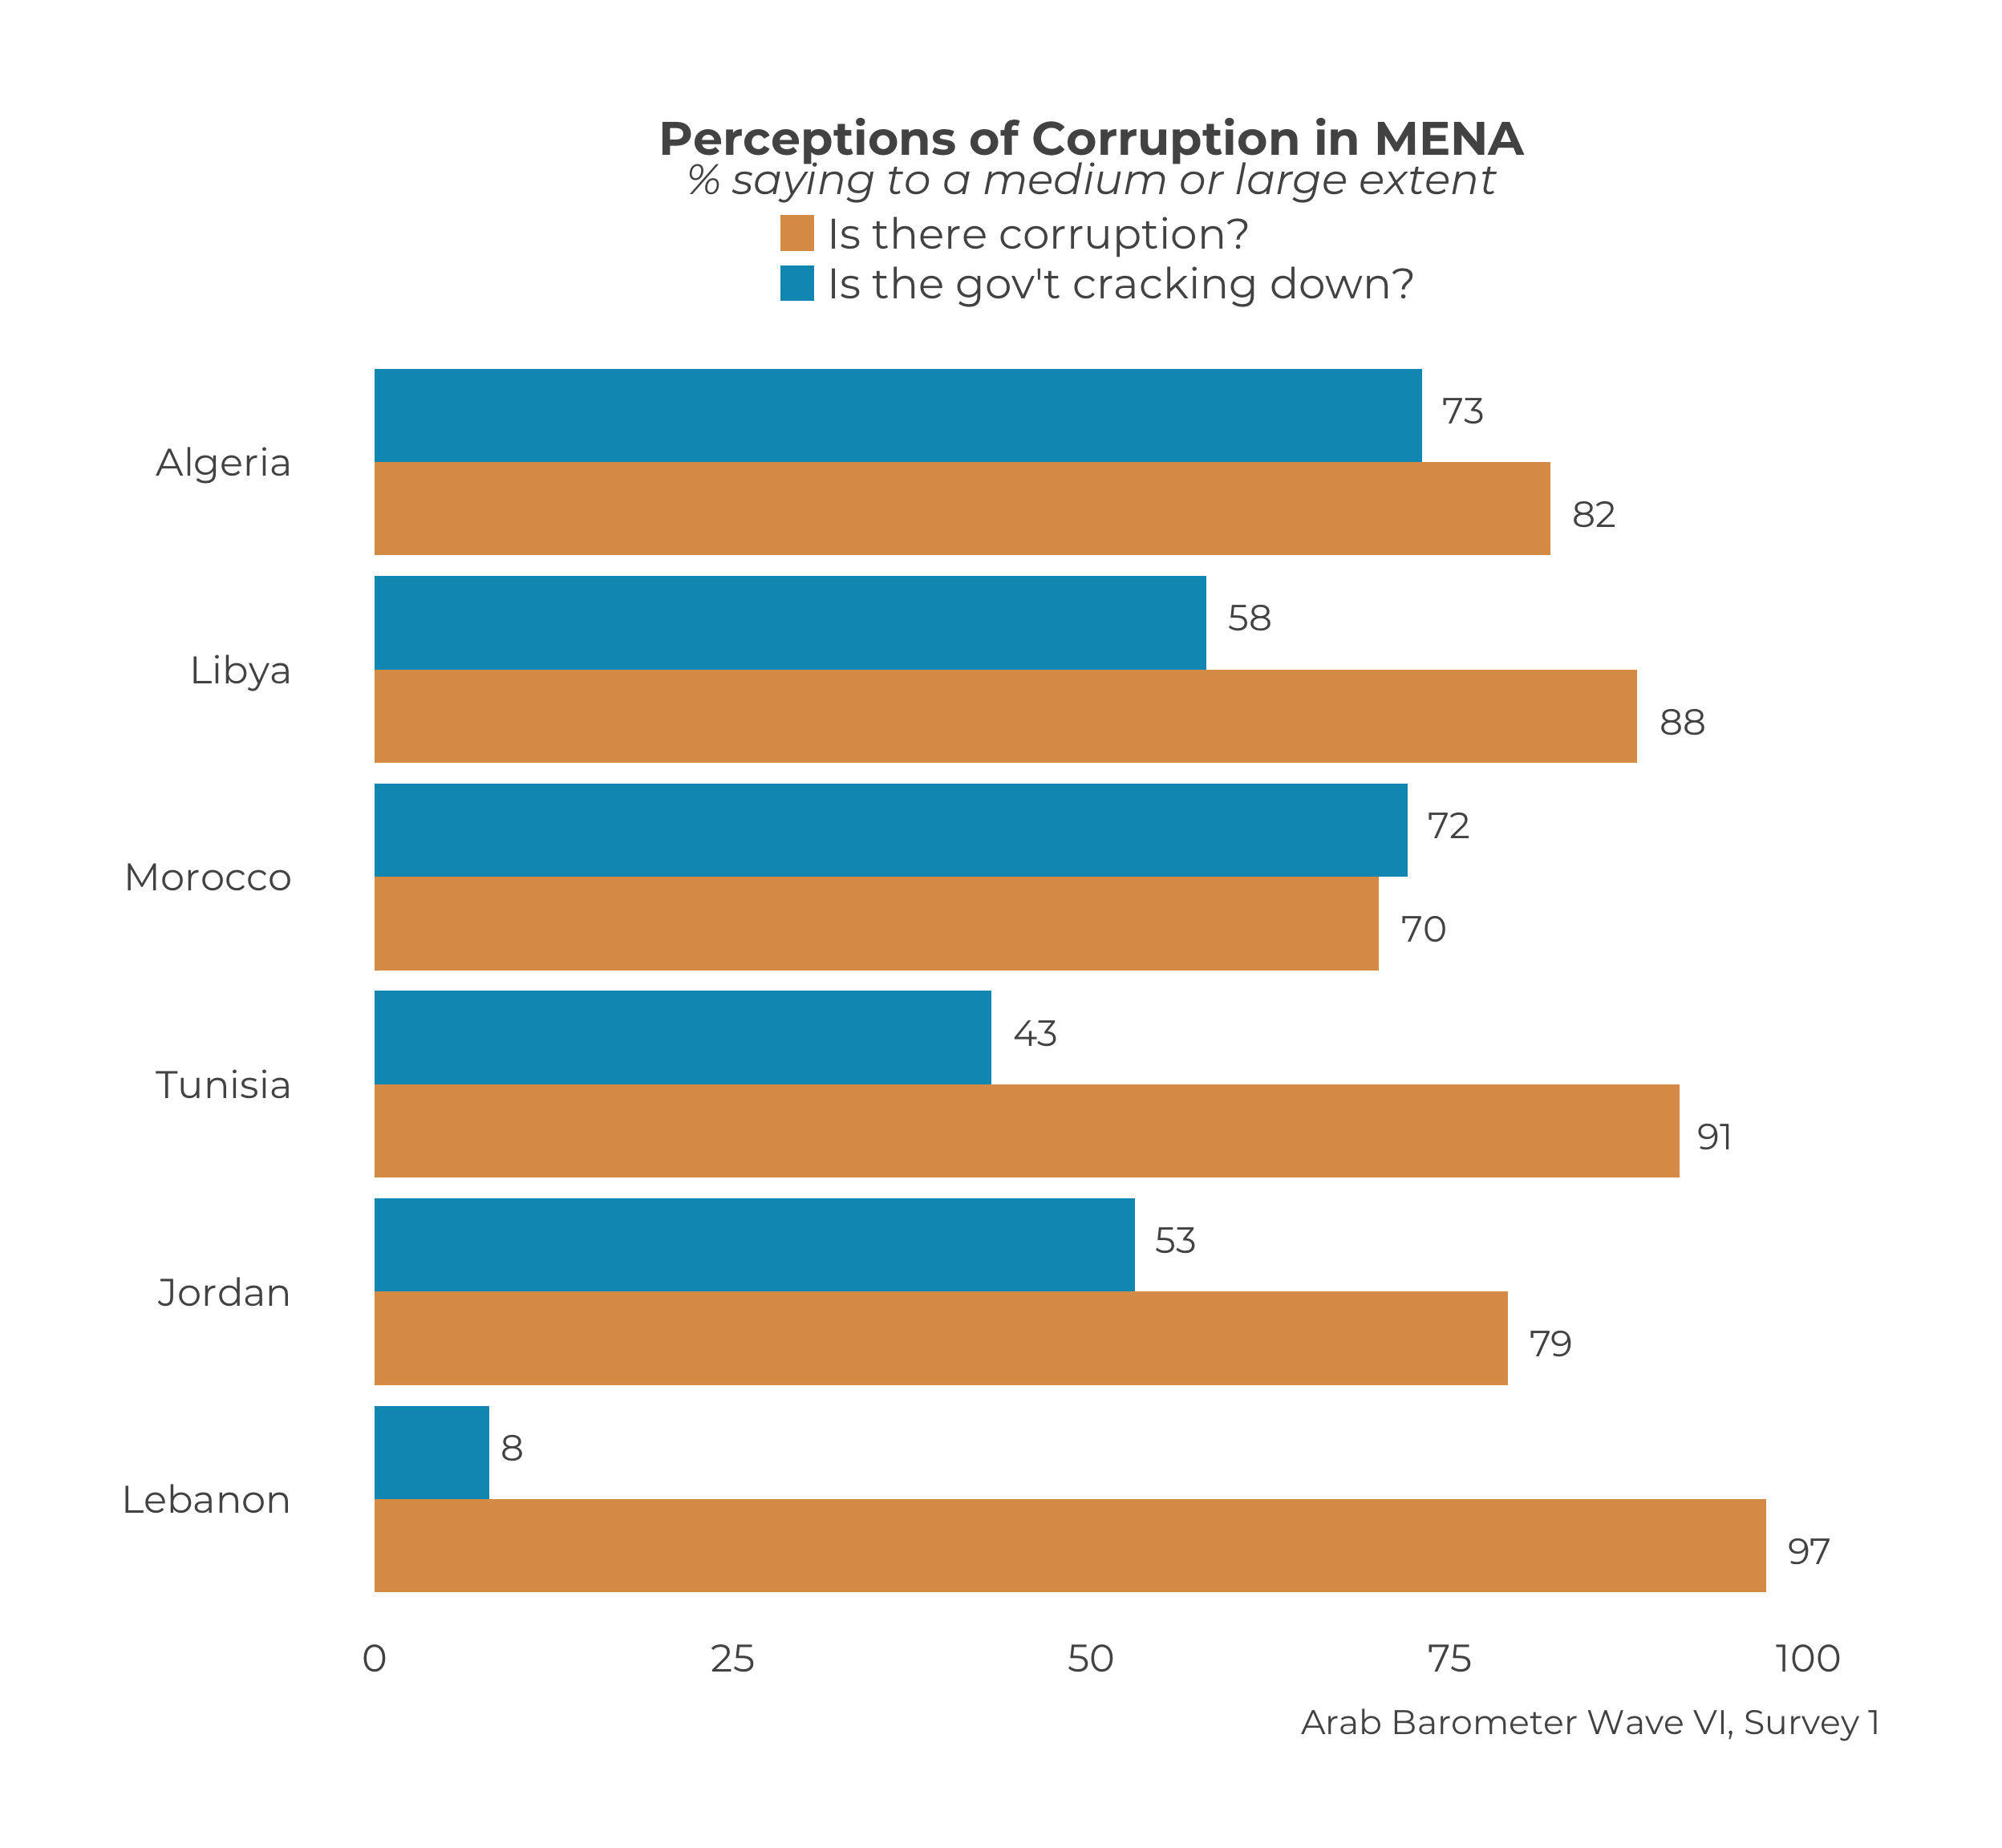 Perceptions of Corruption in MENA
% saying to a medium or large extent
Is there corruption?
Is the gov't cracking down?
73
Algeria
82
58
Libya
88
72
Morocco
70
43
Tunisia
91
53
Jordan
79
8
Lebanon
97
0 25 50 75 100
Arab Barometer Wave VI, Survey 1